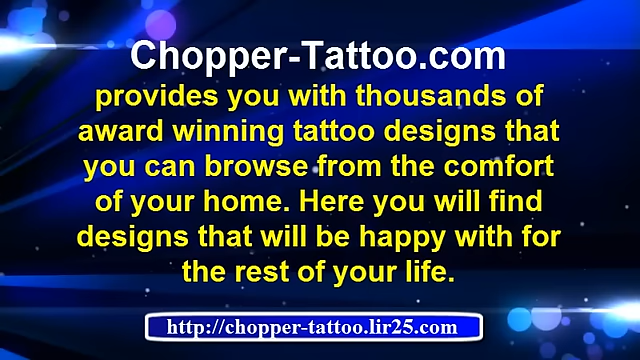 Chopper-Tattoo.com
provides you with thousands of
award winning tattoo designs that
you can browse from the comfort
of your home. Here you will find
designs that will be happy with for
the rest of your life.
http://chopper-tattoo.lir25.com